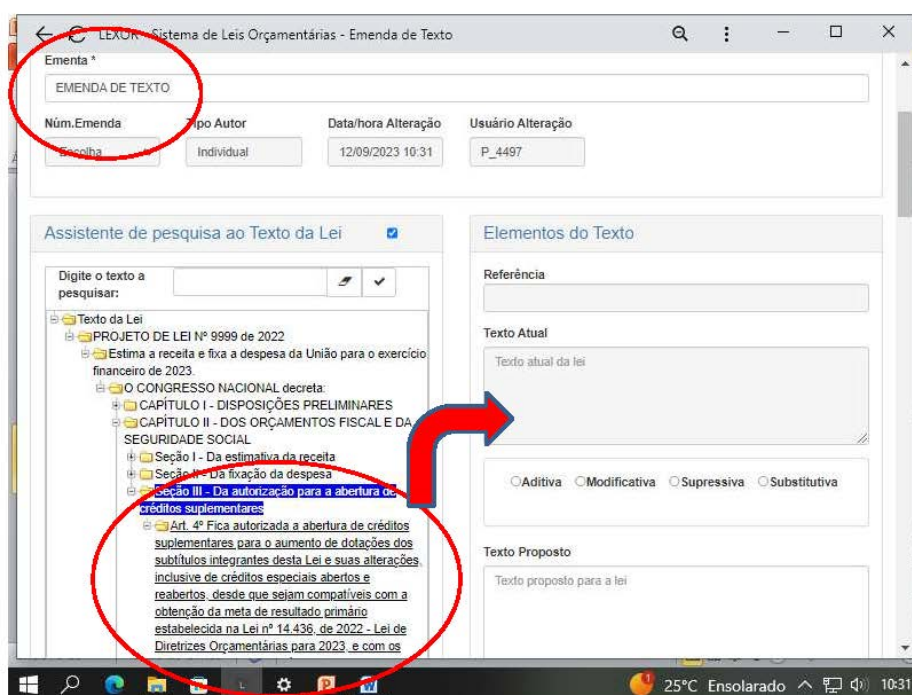 LEXOR - Sistema de Leis Orçamentárias - Emenda de Texto
Ementa *
EMENDA DE TEXTO
Núm.Emenda Tipo Autor Data/hora Alteração Usuário Alteração
Escolha Individual 12/09/2023 10:31 P_4497
Assistente de pesquisa ao Texto da Lei
Digite o texto a
pesquisar:
Texto da Lei
PROJETO DE LEI Nº 9999 de 2022
Estima a receita e fixa a despesa da União para o exercício
financeiro de 2023.
O CONGRESSO NACIONAL decreta:
CAPÍTULO I - DISPOSIÇÕES PRELIMINARES
CAPÍTULO II - DOS ORÇAMENTOS FISCAL E DA
SEGURIDADE SOCIAL
Seção I - Da estimativa da receita
Seção II - Da fixação da despesa
Seção III - Da autorização para a abertura de
créditos suplementares
Art. 4º Fica autorizada a abertura de créditos
suplementares para o aumento de dotações dos
subtítulos integrantes desta Lei e suas alterações,
inclusive de créditos especiais abertos e
reabertos, desde que sejam compatíveis com a
obtenção da meta de resultado primário
estabelecida na Lei nº 14.436, de 2022 - Lei de
Diretrizes Orçamentárias para 2023, e com os
Elementos do Texto
Referência
Texto Atual
Texto atual da lei
Aditiva Modificativa Supressiva Substitutiva
Texto Proposto
Texto proposto para a lei
25°C Ensolarado 10:31